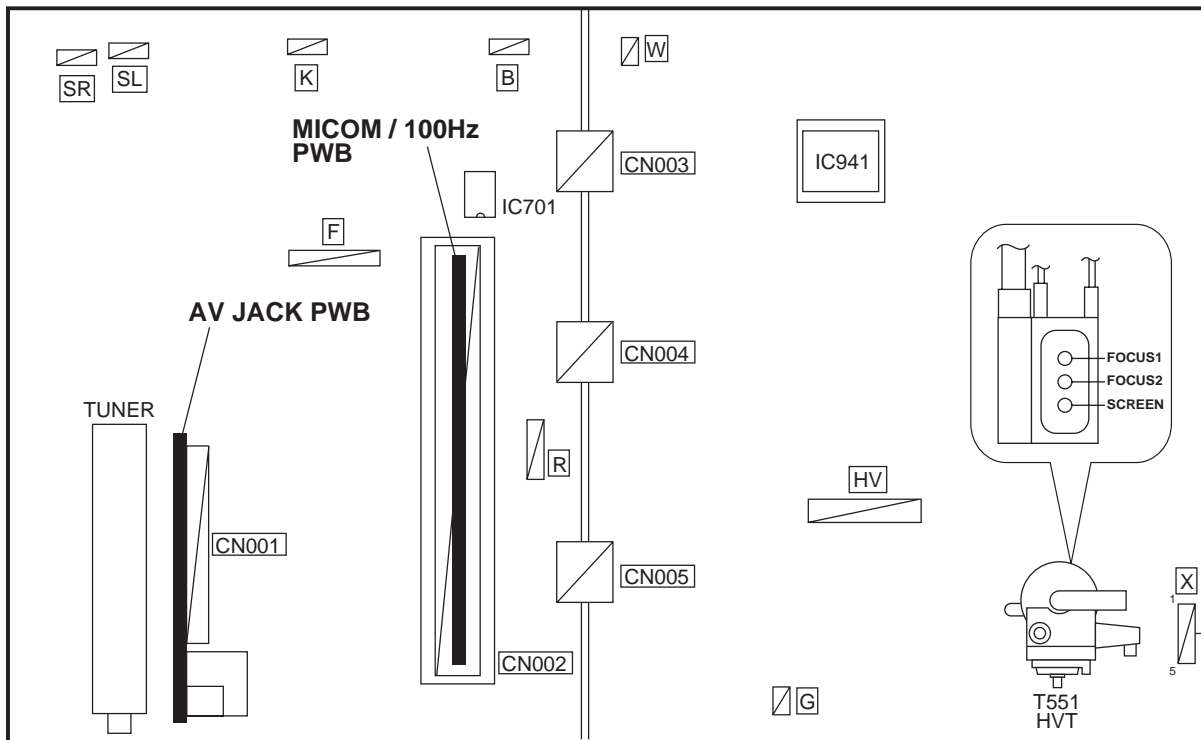 SR
SL
K
B
W
MICOM / 100Hz
PWB
CN003
IC941
IC701
F
AV JACK PWB
CN004
FOCUS1
FOCUS2
SCREEN
TUNER
R
HV
CN001
CN005
X
1
5
CN002
G
T551
HVT